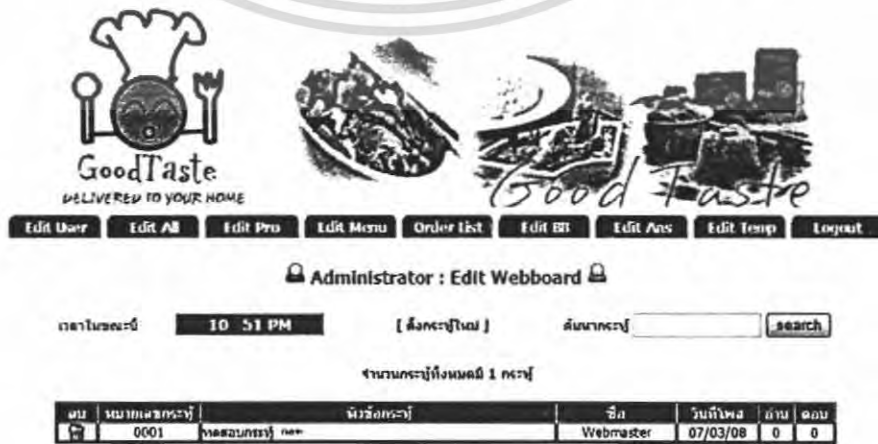 GoodTaste
DELIVERED TO YOUR HOME
Good Taste
Edit User Edit All Edit Pro Edit Menu Order List Edit BB Edit Ans Edit Temp Logout
Administrator : Edit Webboard
เวลาในขณะนี้ 10 51 PM [ ตั้งกระทู้ใหม่ ] ค้นหากระทู้ search
จำนวนกระทู้ทั้งหมดมี 1 กระทู้
ลบ หมายเลขกระทู้ หัวข้อกระทู้ ชื่อ วันที่โพส อ่าน ตอบ
0001 ทดสอบกระทู้ Webmaster 07/03/08 0 0